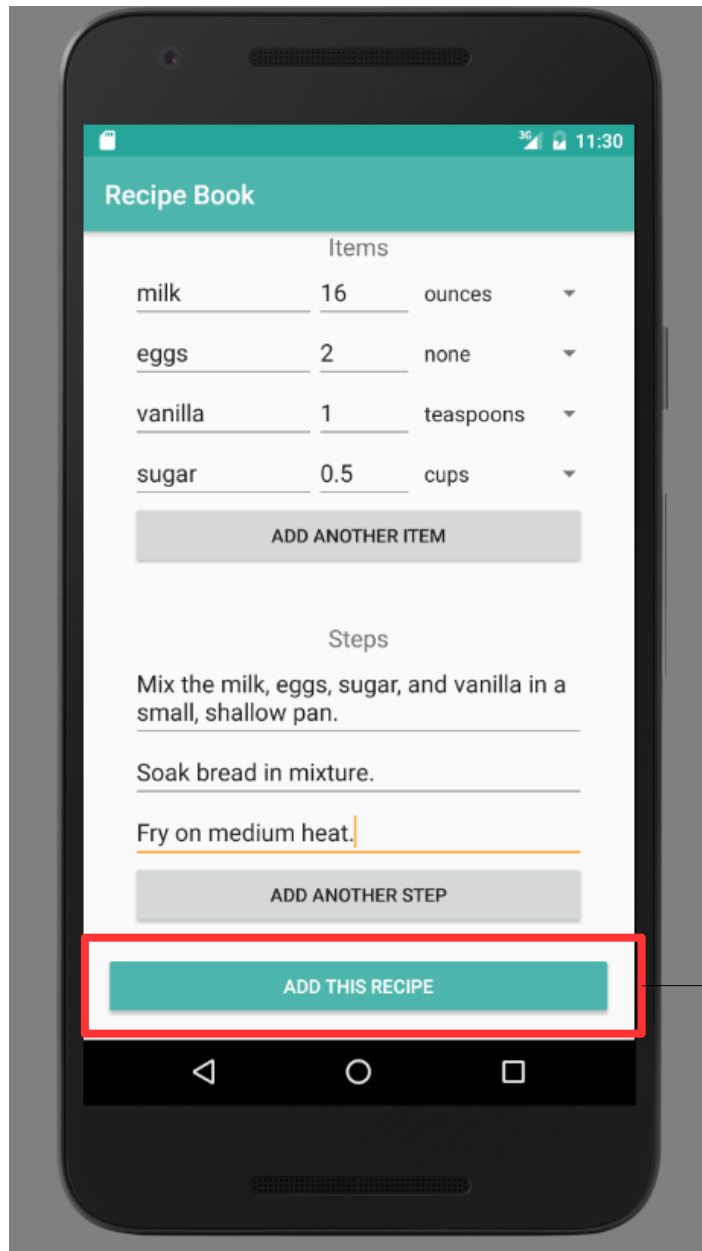 3G 11:30
Recipe Book
Items
milk 16 ounces
eggs 2 none
vanilla 1 teaspoons
sugar 0.5 cups
ADD ANOTHER ITEM
Steps
Mix the milk, eggs, sugar, and vanilla in a
small, shallow pan.
Soak bread in mixture.
Fry on medium heat.
ADD ANOTHER STEP
ADD THIS RECIPE